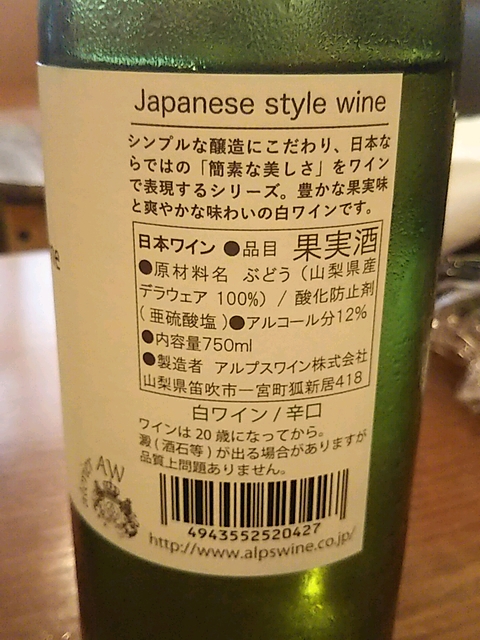 Japanese style wine
シンプルな醸造にこだわり、日本な
らではの「簡素な美しさ」をワイン
で表現するシリーズ。豊かな果実味
と爽やかな味わいの白ワインです。
日本ワイン ●品目 果実酒
●原材料名 ぶどう（山梨県産
デラウェア 100%）/ 酸化防止剤
(亜硫酸塩)●アルコール分12%
●内容量750ml
●製造者 アルプスワイン株式会社
山梨県笛吹市一宮町狐新居418
白ワイン / 辛口
ワインは 20 歳になってから。
澱(酒石等)が出る場合がありますが
品質上問題ありません。
AW
4943552520427
http://www.alpswine.co.jp/